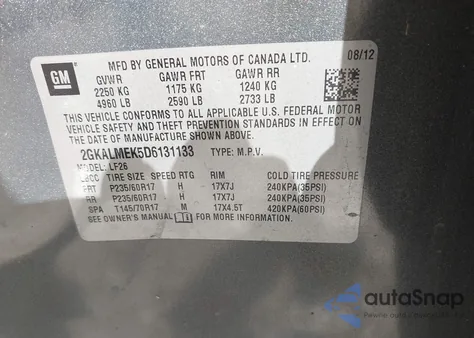 GM
MFD BY GENERAL MOTORS OF CANADA LTD. 08/12
GVWR GAWR FRT GAWR RR
2250 KG 1175 KG 1240 KG
4960 LB 2590 LB 2733 LB
THIS VEHICLE CONFORMS TO ALL APPLICABLE U.S. FEDERAL MOTOR
VEHICLE SAFETY, BUMPER, AND THEFT PREVENTION STANDARDS
IN EFFECT ON THE DATE OF MANUFACTURE SHOWN ABOVE.
2GKALMEK5D6131133 TYPE: M.P.V.
MODEL: LF26
TIRE SIZE SPEED RTG RIM COLD TIRE PRESSURE
FRT P235/60R17 H 17X7J 240KPA(35PSI)
RR P235/60R17 H 17X7J 240KPA(35PSI)
SPA T145/70R17 M 17X4.5T 420KPA(60PSI)
SEE OWNER'S MANUAL FOR MORE INFORMATION
autoSnap